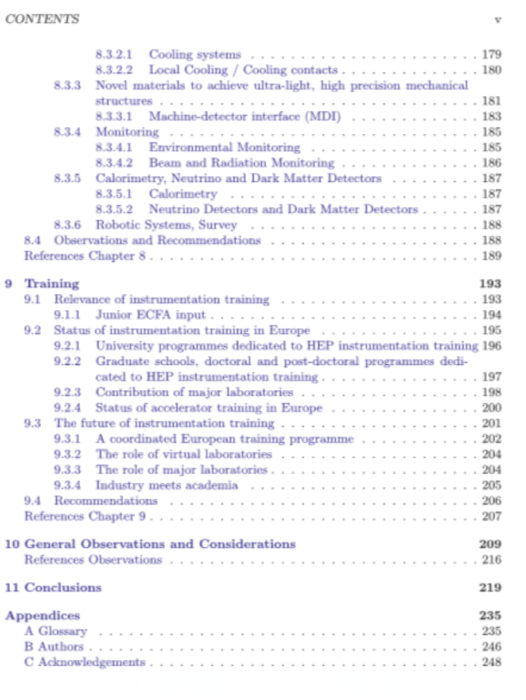 CONTENTS v
8.3.2.1 Cooling systems . . . . . . . . . . . . . . . . . . . . . . . 179
8.3.2.2 Local Cooling / Cooling contacts . . . . . . . . . . . . . . 180
8.3.3 Novel materials to achieve ultra-light, high precision mechanical
structures . . . . . . . . . . . . . . . . . . . . . . . . . . . . . . . . 181
8.3.3.1 Machine-detector interface (MDI) . . . . . . . . . . . . . 183
8.3.4 Monitoring . . . . . . . . . . . . . . . . . . . . . . . . . . . . . . . 185
8.3.4.1 Environmental Monitoring . . . . . . . . . . . . . . . . . . 185
8.3.4.2 Beam and Radiation Monitoring . . . . . . . . . . . . . . 186
8.3.5 Calorimetry, Neutrino and Dark Matter Detectors . . . . . . . . . 187
8.3.5.1 Calorimetry . . . . . . . . . . . . . . . . . . . . . . . . . . 187
8.3.5.2 Neutrino Detectors and Dark Matter Detectors . . . . . . 187
8.3.6 Robotic Systems, Survey . . . . . . . . . . . . . . . . . . . . . . . . 188
8.4 Observations and Recommendations . . . . . . . . . . . . . . . . . . . . . . 188
References Chapter 8 . . . . . . . . . . . . . . . . . . . . . . . . . . . . . . . . . 189
9 Training 193
9.1 Relevance of instrumentation training . . . . . . . . . . . . . . . . . . . . 193
9.1.1 Junior ECFA input . . . . . . . . . . . . . . . . . . . . . . . . . . . 194
9.2 Status of instrumentation training in Europe . . . . . . . . . . . . . . . . . 195
9.2.1 University programmes dedicated to HEP instrumentation training 196
9.2.2 Graduate schools, doctoral and post-doctoral programmes dedi-
cated to HEP instrumentation training . . . . . . . . . . . . . . . . 197
9.2.3 Contribution of major laboratories . . . . . . . . . . . . . . . . . . 198
9.2.4 Status of accelerator training in Europe . . . . . . . . . . . . . . . 200
9.3 The future of instrumentation training . . . . . . . . . . . . . . . . . . . . 201
9.3.1 A coordinated European training programme . . . . . . . . . . . . 202
9.3.2 The role of virtual laboratories . . . . . . . . . . . . . . . . . . . . 204
9.3.3 The role of major laboratories . . . . . . . . . . . . . . . . . . . . . 204
9.3.4 Industry meets academia . . . . . . . . . . . . . . . . . . . . . . . . 205
9.4 Recommendations . . . . . . . . . . . . . . . . . . . . . . . . . . . . . . . . 206
References Chapter 9 . . . . . . . . . . . . . . . . . . . . . . . . . . . . . . . . . 207
10 General Observations and Considerations 209
References Observations . . . . . . . . . . . . . . . . . . . . . . . . . . . . . . . 216
11 Conclusions 219
Appendices 235
A Glossary . . . . . . . . . . . . . . . . . . . . . . . . . . . . . . . . . . . . . . 235
B Authors . . . . . . . . . . . . . . . . . . . . . . . . . . . . . . . . . . . . . . . 246
C Acknowledgements . . . . . . . . . . . . . . . . . . . . . . . . . . . . . . . . . 248